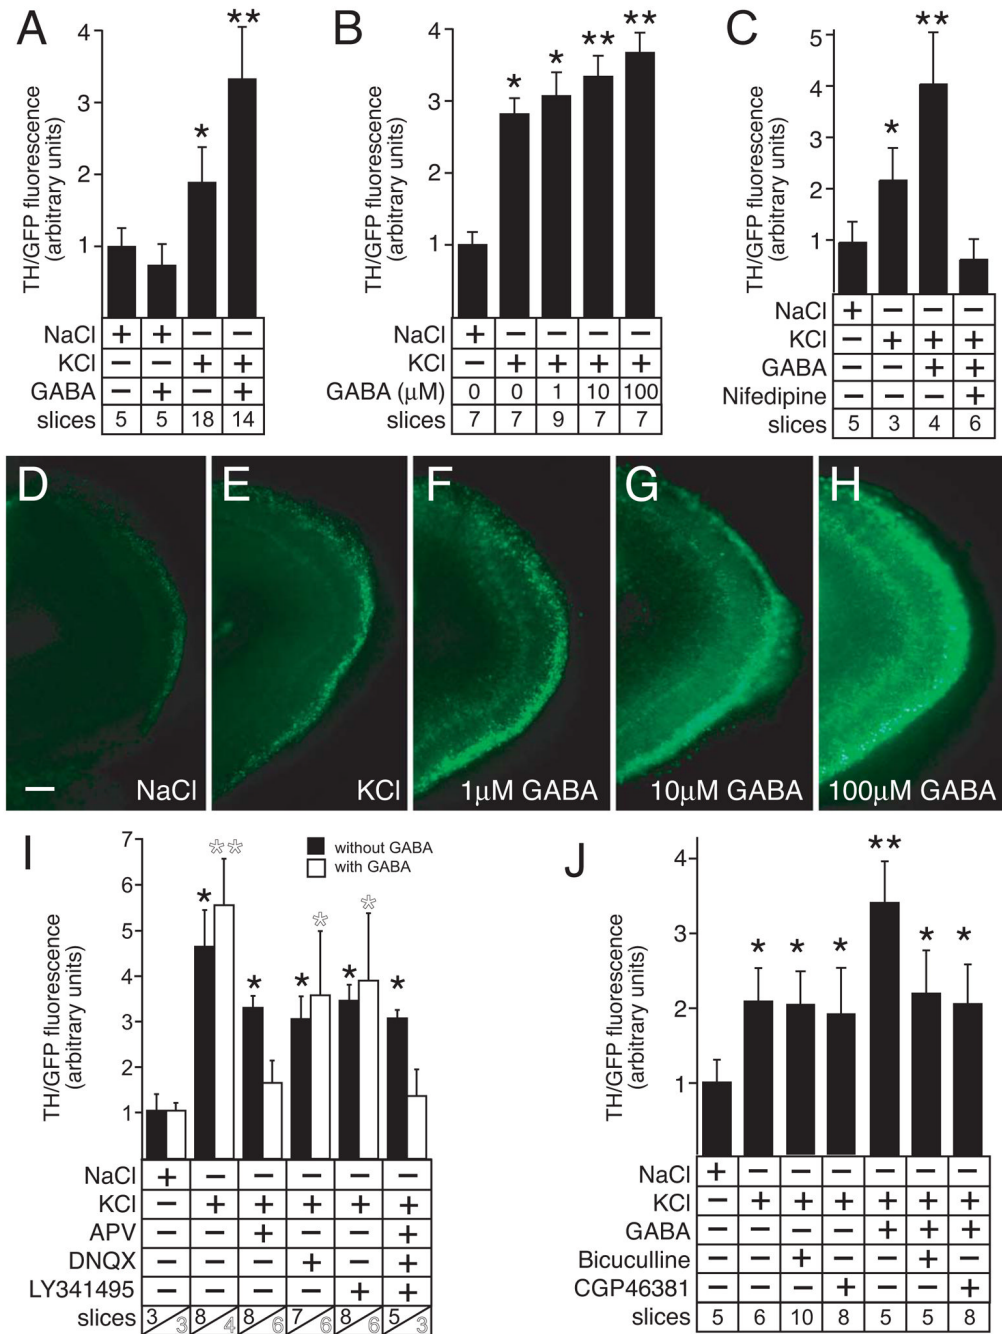 A
TH/GFP fluorescence
(arbitrary units)
4
3
2
1
* **
NaCl + + − −
KCl − − + +
GABA − + − +
slices 5 5 18 14
B
TH/GFP fluorescence
(arbitrary units)
4
3
2
1
* * ** **
NaCl + − − − −
KCl − + + + +
GABA (μM) 0 0 1 10 100
slices 7 7 9 7 7
C
TH/GFP fluorescence
(arbitrary units)
5
4
3
2
1
* **
NaCl + − − −
KCl − + + +
GABA − − + +
Nifedipine − − − +
slices 5 3 4 6
D
NaCl
E
KCl
F
1μM GABA
G
10μM GABA
H
100μM GABA
I
TH/GFP fluorescence
(arbitrary units)
7
6
5
4
3
2
1
without GABA
with GABA
* ** * * * * * *
NaCl + − − − − −
KCl − + + + + +
APV − − + − − +
DNQX − − − + − +
LY341495 − − − − + +
slices 3/3 8/4 8/6 7/6 8/6 5/3
J
TH/GFP fluorescence
(arbitrary units)
4
3
2
1
* * * ** * *
NaCl + − − − − − −
KCl − + + + + + +
GABA − − − − + + +
Bicuculline − − + − − + −
CGP46381 − − − + − − +
slices 5 6 10 8 5 5 8